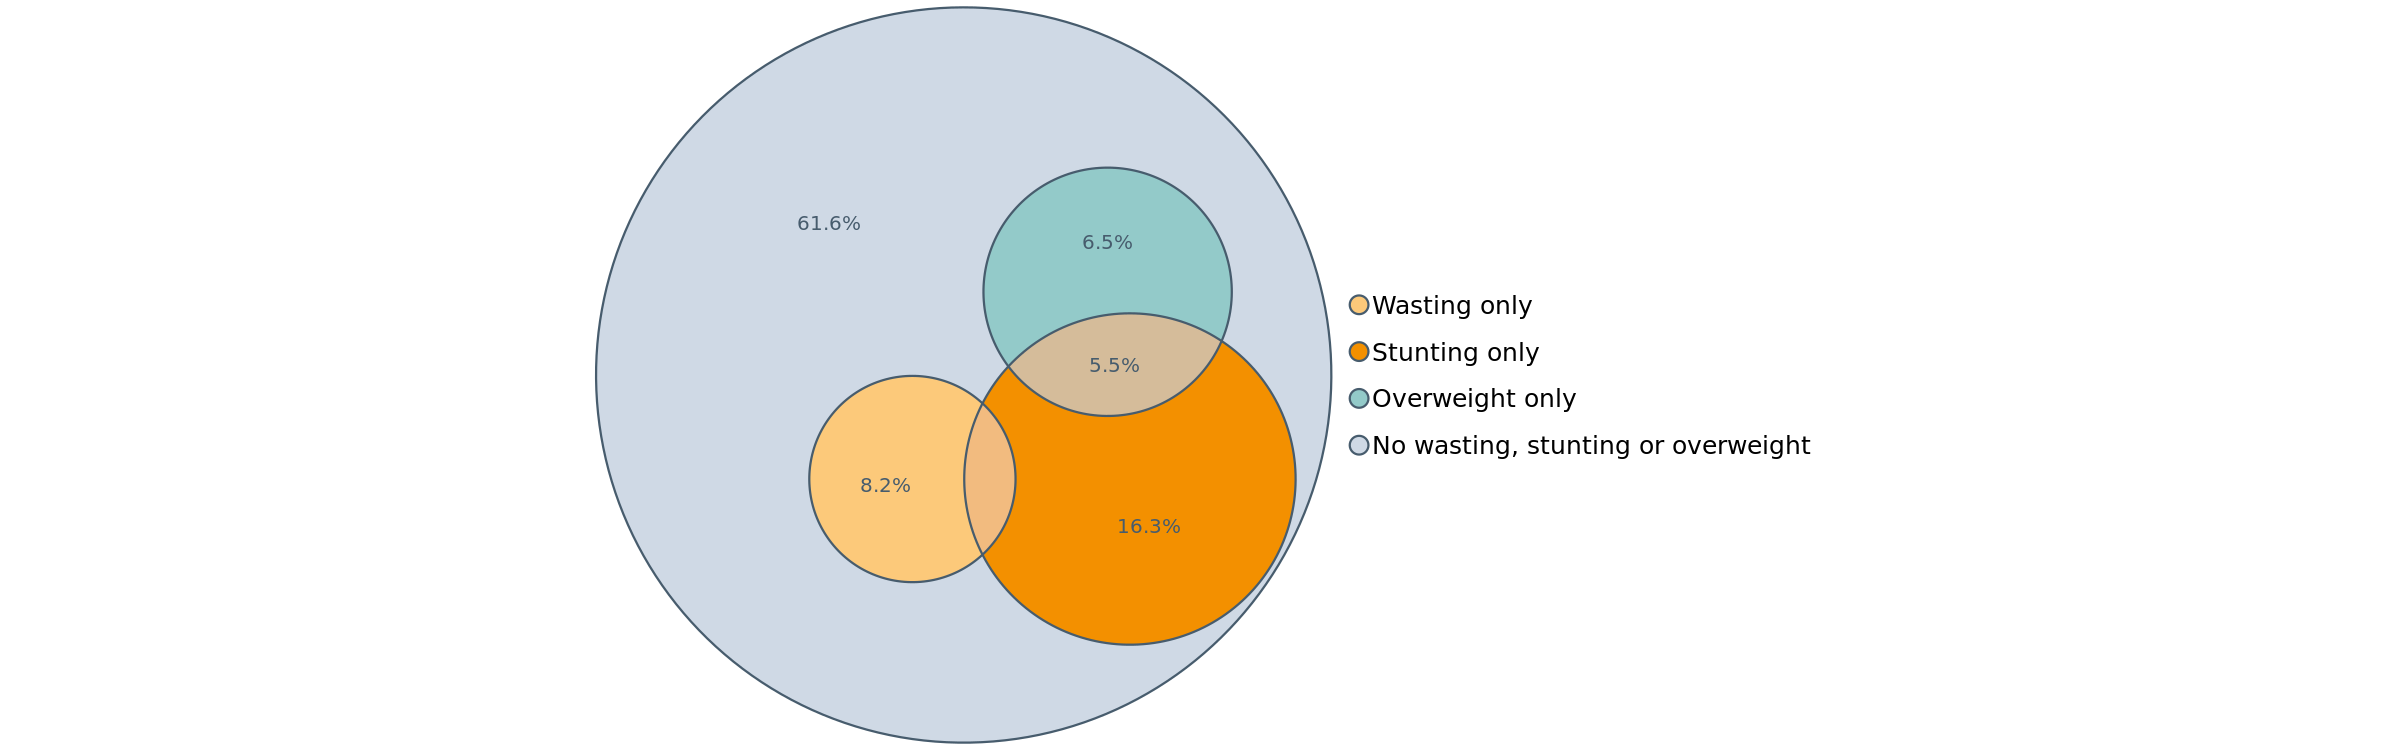 61.6%
6.5%
5.5%
8.2%
16.3%
Wasting only
Stunting only
Overweight only
No wasting, stunting or overweight